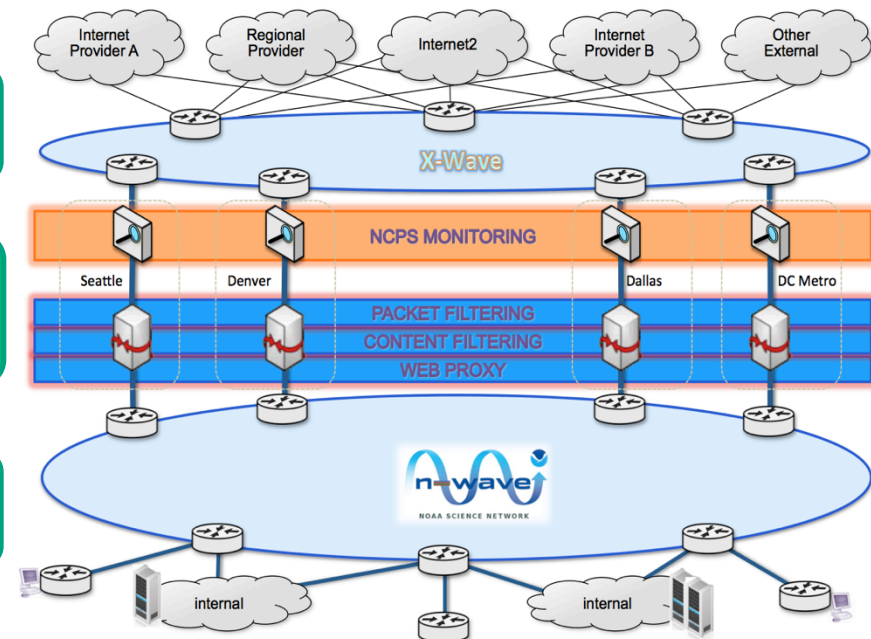 Internet
Provider A
Regional
Provider
Internet2
Internet
Provider B
Other
External
X-Wave
NCPS MONITORING
Seattle
Denver
Dallas
DC Metro
PACKET FILTERING
CONTENT FILTERING
WEB PROXY
n-wave
NOAA SCIENCE NETWORK
internal
internal